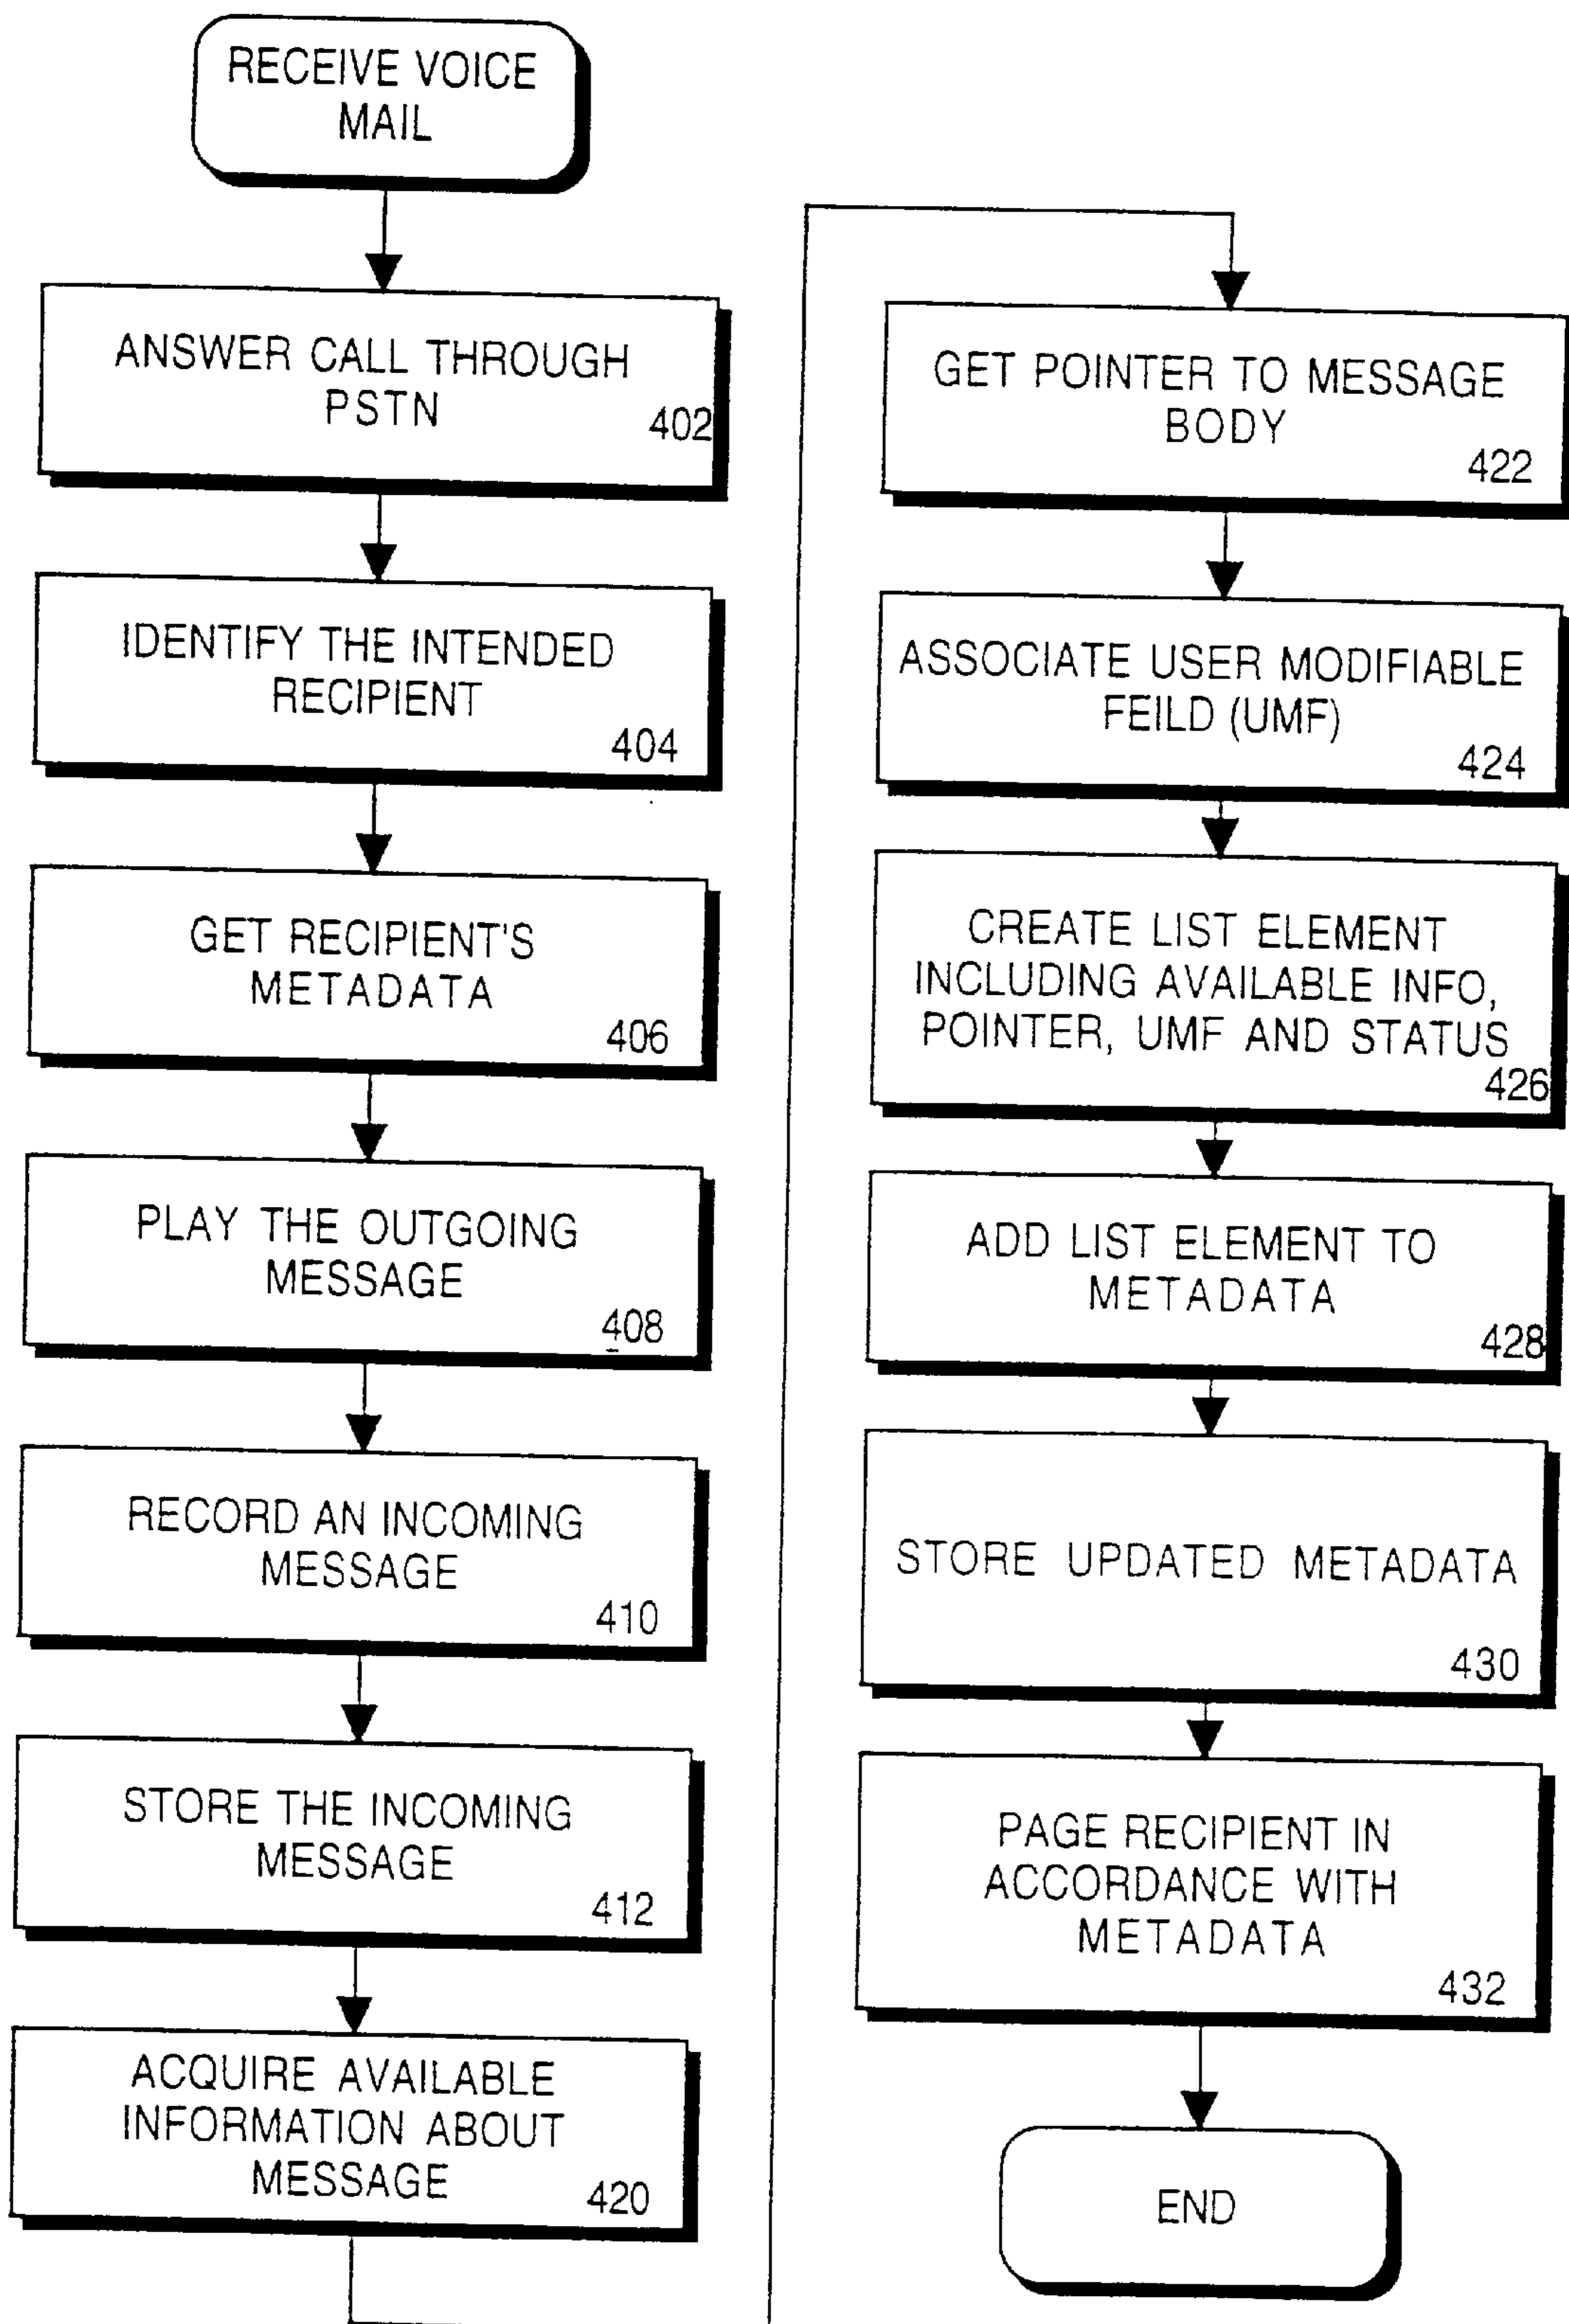 RECEIVE VOICE
MAIL
ANSWER CALL THROUGH
PSTN
402
IDENTIFY THE INTENDED
RECIPIENT
404
GET RECIPIENT'S
METADATA
406
PLAY THE OUTGOING
MESSAGE
408
RECORD AN INCOMING
MESSAGE
410
STORE THE INCOMING
MESSAGE
412
ACQUIRE AVAILABLE
INFORMATION ABOUT
MESSAGE
420
GET POINTER TO MESSAGE
BODY
422
ASSOCIATE USER MODIFIABLE
FEILD (UMF)
424
CREATE LIST ELEMENT
INCLUDING AVAILABLE INFO,
POINTER, UMF AND STATUS
426
ADD LIST ELEMENT TO
METADATA
428
STORE UPDATED METADATA
430
PAGE RECIPIENT IN
ACCORDANCE WITH
METADATA
432
END